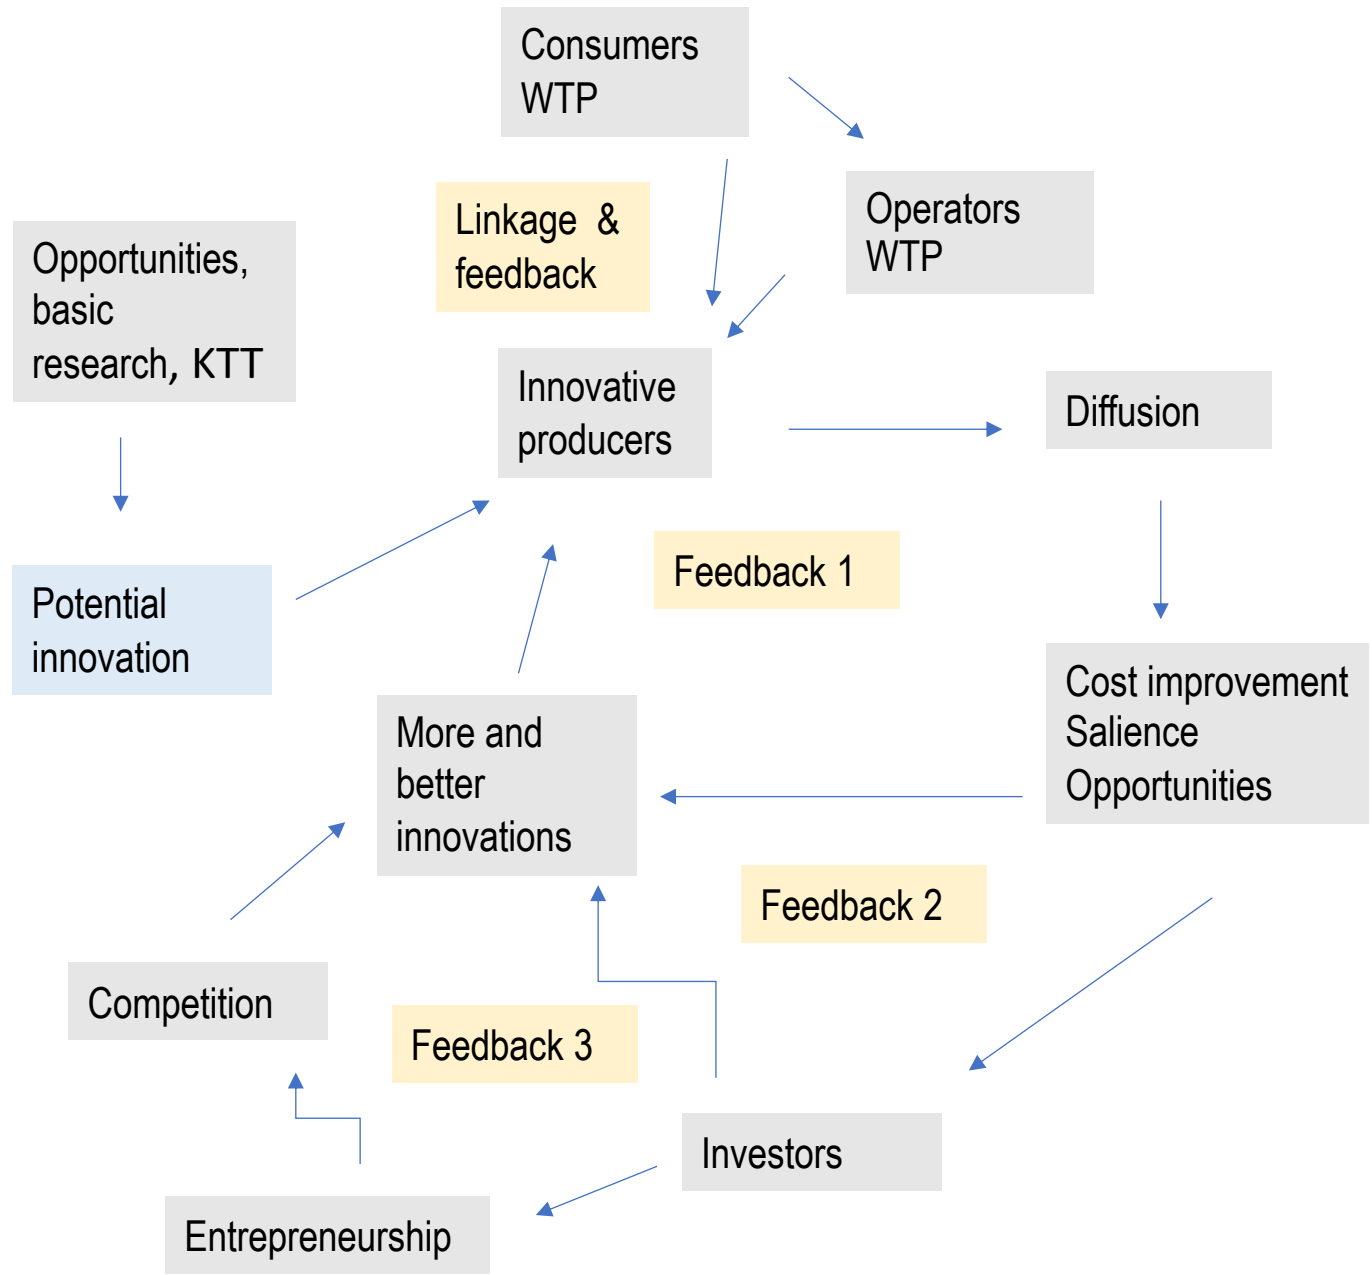 Consumers
WTP
Linkage & feedback
Operators
WTP
Opportunities,
basic
research, KTT
Innovative
producers
Diffusion
Feedback 1
Potential
innovation
Cost improvement
Salience
Opportunities
More and
better
innovations
Feedback 2
Competition
Feedback 3
Investors
Entrepreneurship